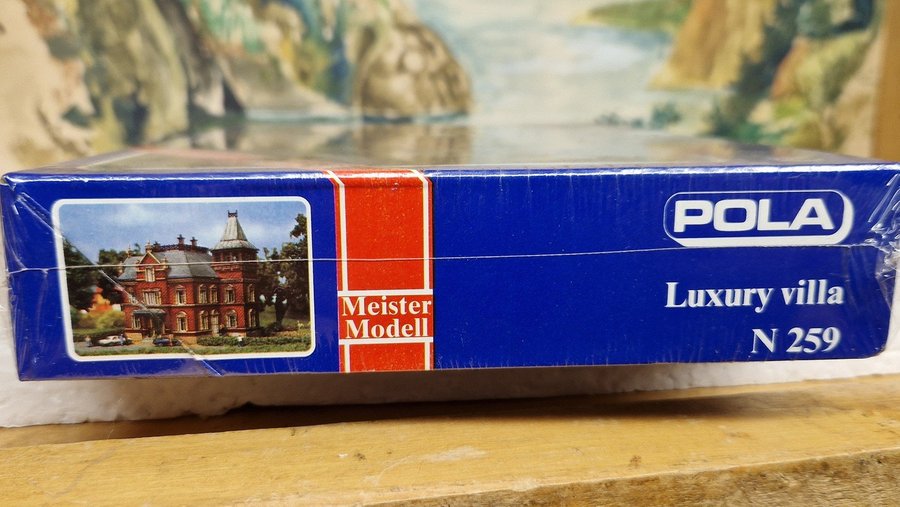 Meister
Modell
POLA
Luxury villa
N 259